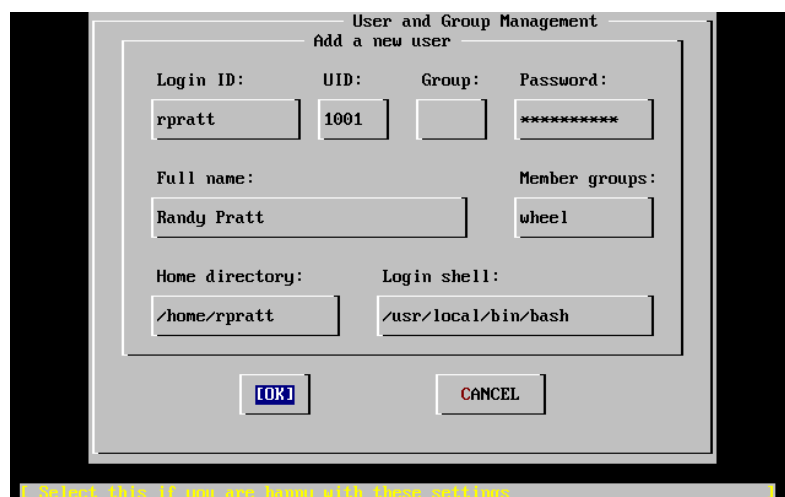 User and Group Management
Add a new user
Login ID: UID: Group: Password:
rpratt 1001 **********
Full name: Member groups:
Randy Pratt wheel
Home directory: Login shell:
/home/rpratt /usr/local/bin/bash
[OK] CANCEL
[ Select this if you are happy with these settings ]